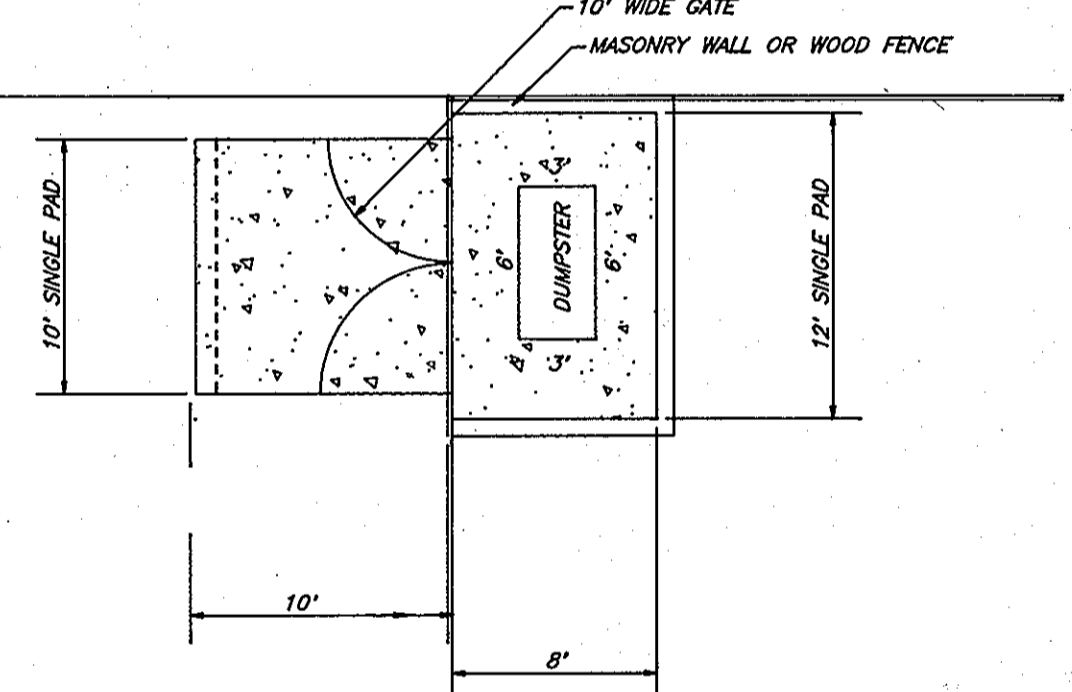 10' WIDE GATE
MASONRY WALL OR WOOD FENCE
10' SINGLE PAD
3'
6'
DUMPSTER
6'
3'
12' SINGLE PAD
10'
8'